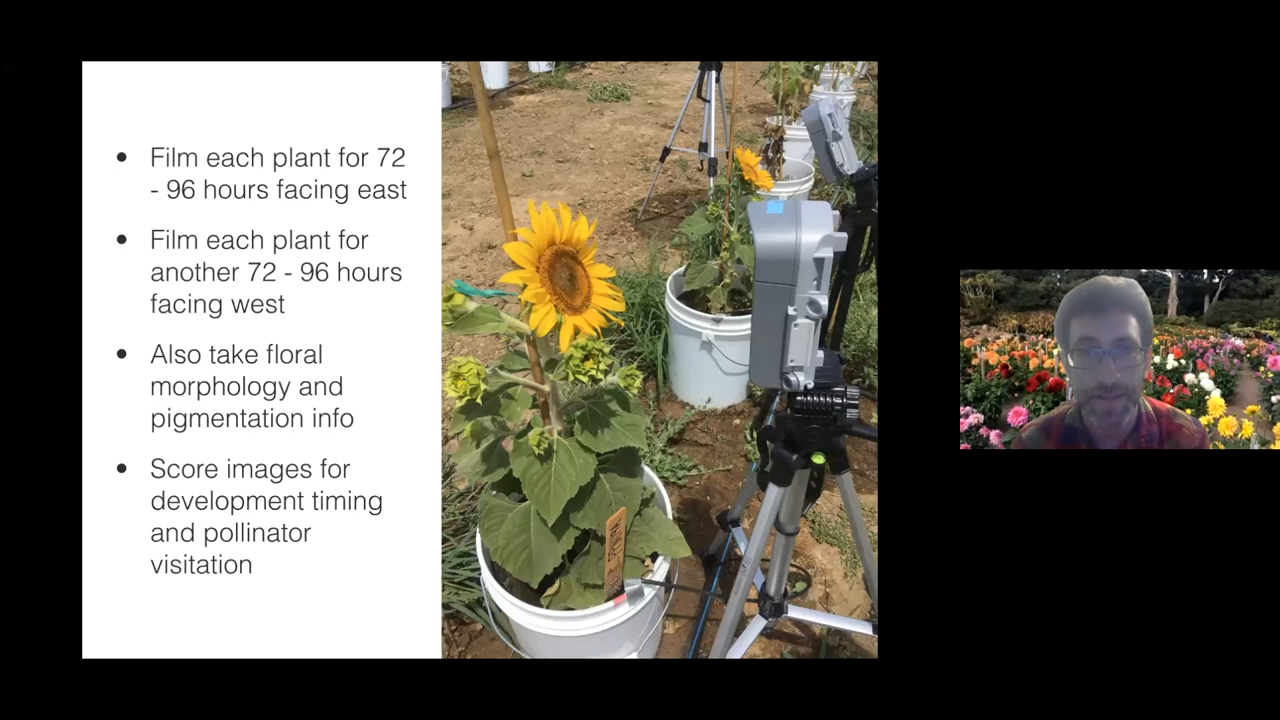 Film each plant for 72
- 96 hours facing east
Film each plant for
another 72 - 96 hours
facing west
Also take floral
morphology and
pigmentation info
Score images for
development timing
and pollinator
visitation